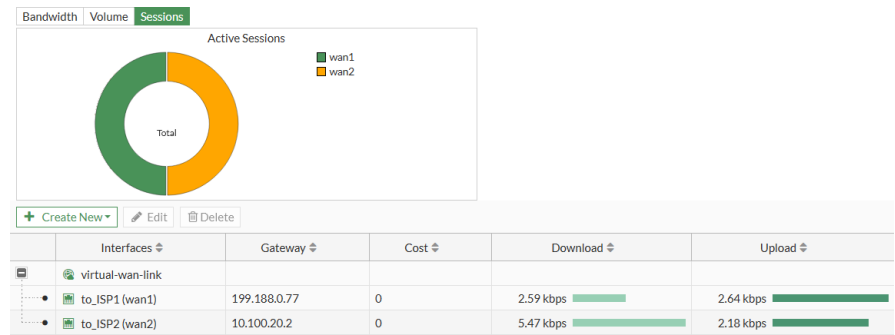 Bandwidth Volume Sessions
Active Sessions
wan1
wan2
Total
+ Create New Edit Delete
Interfaces Gateway Cost Download Upload
virtual-wan-link
to_ISP1 (wan1) 199.188.0.77 0 2.59 kbps 2.64 kbps
to_ISP2 (wan2) 10.100.20.2 0 5.47 kbps 2.18 kbps